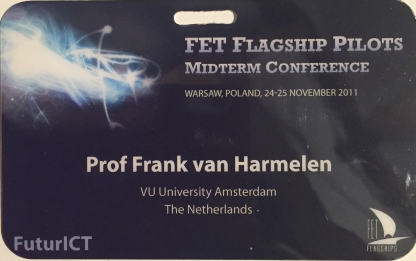 FET FLAGSHIP PILOTS
MIDTERM CONFERENCE
WARSAW, POLAND, 24-25 NOVEMBER 2011
Prof Frank van Harmelen
VU University Amsterdam
The Netherlands
FuturICT
FET
FLAGSHIPS